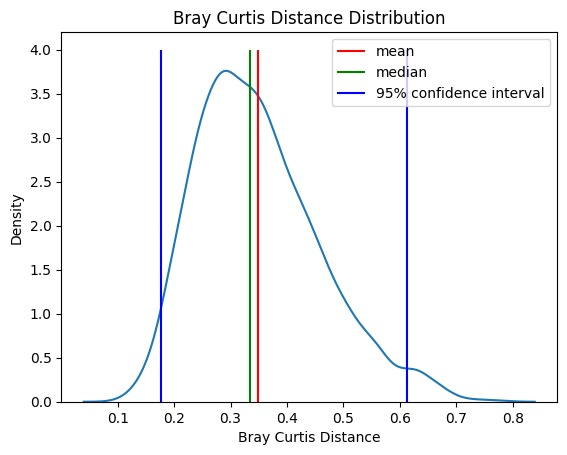 Bray Curtis Distance Distribution
mean
median
95% confidence interval
4.0
3.5
3.0
2.5
2.0
1.5
1.0
0.5
0.0
Density
0.1 0.2 0.3 0.4 0.5 0.6 0.7 0.8
Bray Curtis Distance